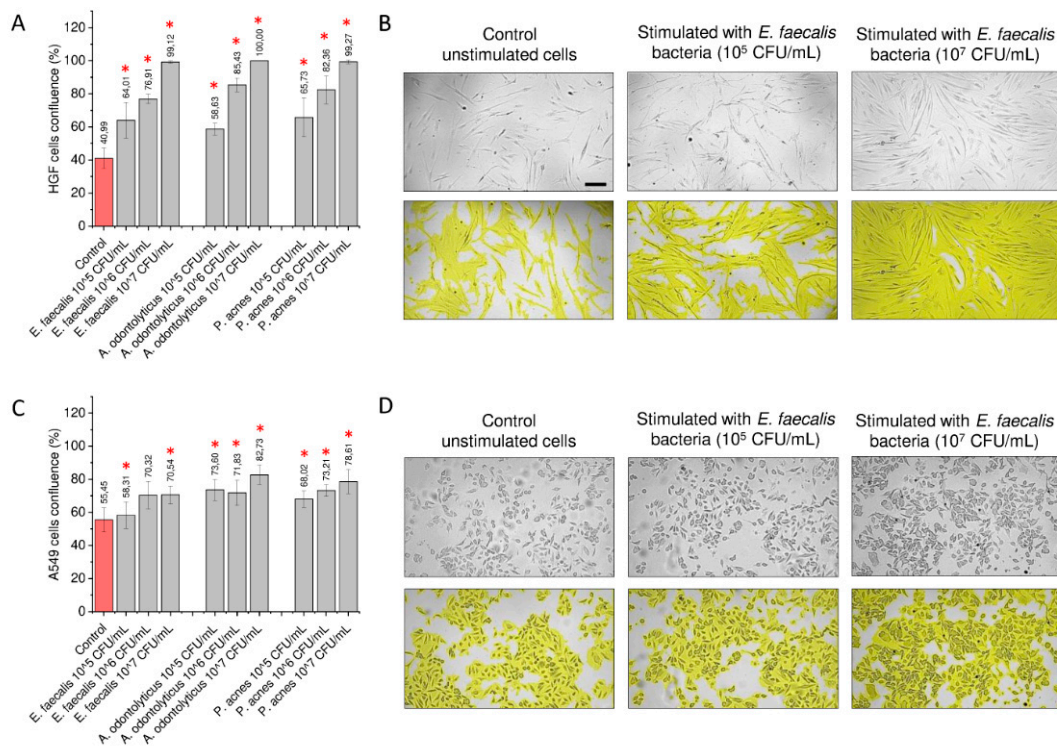 A
HGF cells confluence (%)
120
100
80
60
40
20
0
40,99
* 64,01
* 76,91
* 99,12
* 58,63
* 85,43
* 100,00
* 65,73
* 82,36
* 99,27
Control
E. faecalis 10^5 CFU/mL
E. faecalis 10^6 CFU/mL
E. faecalis 10^7 CFU/mL
A. odontolyticus 10^5 CFU/mL
A. odontolyticus 10^6 CFU/mL
A. odontolyticus 10^7 CFU/mL
P. acnes 10^5 CFU/mL
P. acnes 10^6 CFU/mL
P. acnes 10^7 CFU/mL
B
Control
unstimulated cells
Stimulated with E. faecalis
bacteria (10⁵ CFU/mL)
Stimulated with E. faecalis
bacteria (10⁷ CFU/mL)
C
A549 cells confluence (%)
120
100
80
60
40
20
0
55,45
* 58,31
70,32
* 70,54
* 73,60
* 71,83
* 82,73
* 68,02
* 73,21
* 78,61
Control
E. faecalis 10^5 CFU/mL
E. faecalis 10^6 CFU/mL
E. faecalis 10^7 CFU/mL
A. odontolyticus 10^5 CFU/mL
A. odontolyticus 10^6 CFU/mL
A. odontolyticus 10^7 CFU/mL
P. acnes 10^5 CFU/mL
P. acnes 10^6 CFU/mL
P. acnes 10^7 CFU/mL
D
Control
unstimulated cells
Stimulated with E. faecalis
bacteria (10⁵ CFU/mL)
Stimulated with E. faecalis
bacteria (10⁷ CFU/mL)